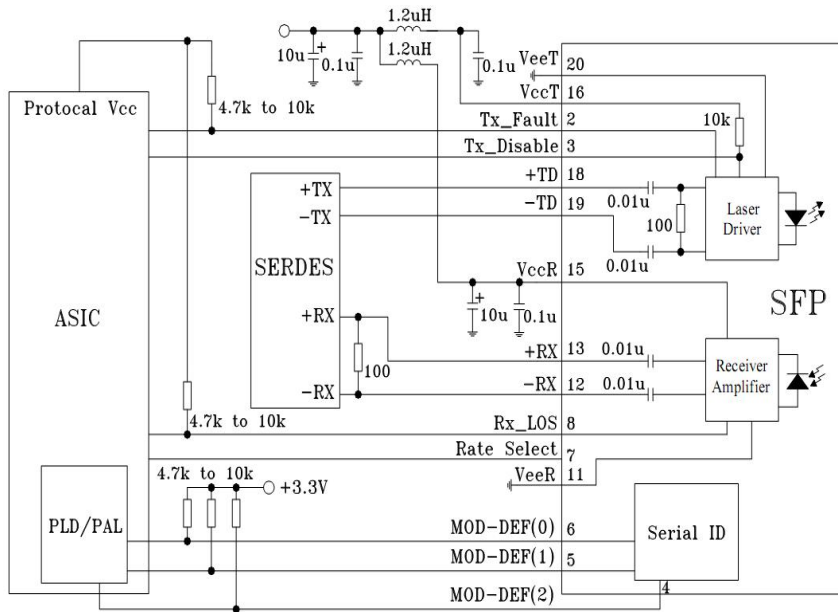 1.2uH
1.2uH
10u
+
0.1u
0.1u
VeeT
20
VccT
16
Protocal Vcc
4.7k to 10k
Tx_Fault
2
10k
Tx_Disable
3
+TD
18
+TX
0.01u
-TD
19
-TX
100
Laser
Driver
SERDES
0.01u
VccR
15
SFP
ASIC
+
10u
0.1u
+RX
+RX
13
0.01u
100
Receiver
Amplifier
-RX
-RX
12
0.01u
4.7k to 10k
Rx_LOS
8
Rate Select
7
4.7k to 10k
VeeR
11
+3.3V
PLD/PAL
MOD-DEF(0)
6
Serial ID
MOD-DEF(1)
5
MOD-DEF(2)
4